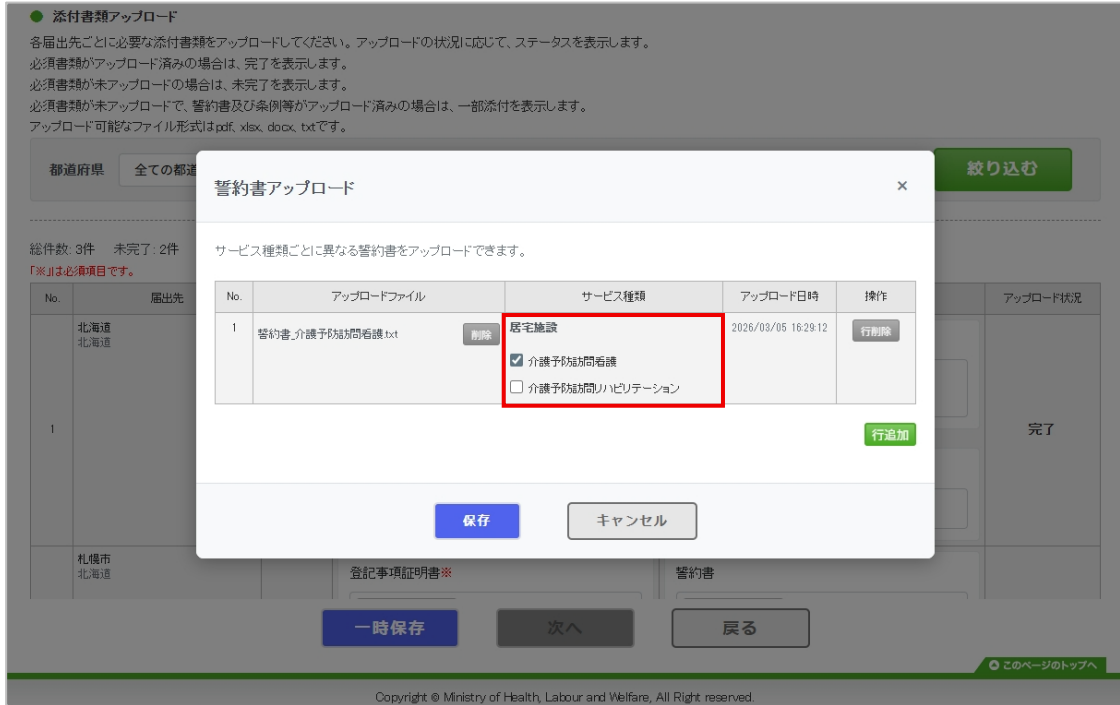 添付書類アップロード
各届出先ごとに必要な添付書類をアップロードしてください。アップロードの状況に応じて、ステータスを表示します。
必須書類がアップロード済みの場合は、完了を表示します。
必須書類が未アップロードの場合は、未完了を表示します。
必須書類が未アップロードで、誓約書及び条例等がアップロード済みの場合は、一部添付を表示します。
アップロード可能なファイル形式はpdf, xlsx, docx, txtです。
都道府県 全ての都道
絞り込む
誓約書アップロード ×
総件数: 3件 未完了: 2件
「※」は必須項目です。
サービス種類ごとに異なる誓約書をアップロードできます。
No. 届出先 アップロード状況
No. アップロードファイル サービス種類 アップロード日時 操作
北海道
北海道
1 誓約書_介護予防訪問看護.txt 削除 居宅施設 2026/03/05 16:29:12 行削除
介護予防訪問看護
介護予防訪問リハビリテーション
1 完了
行追加
保存 キャンセル
札幌市
北海道
登記事項証明書※ 誓約書
一時保存 次へ 戻る
このページのトップへ
Copyright © Ministry of Health, Labour and Welfare, All Right reserved.